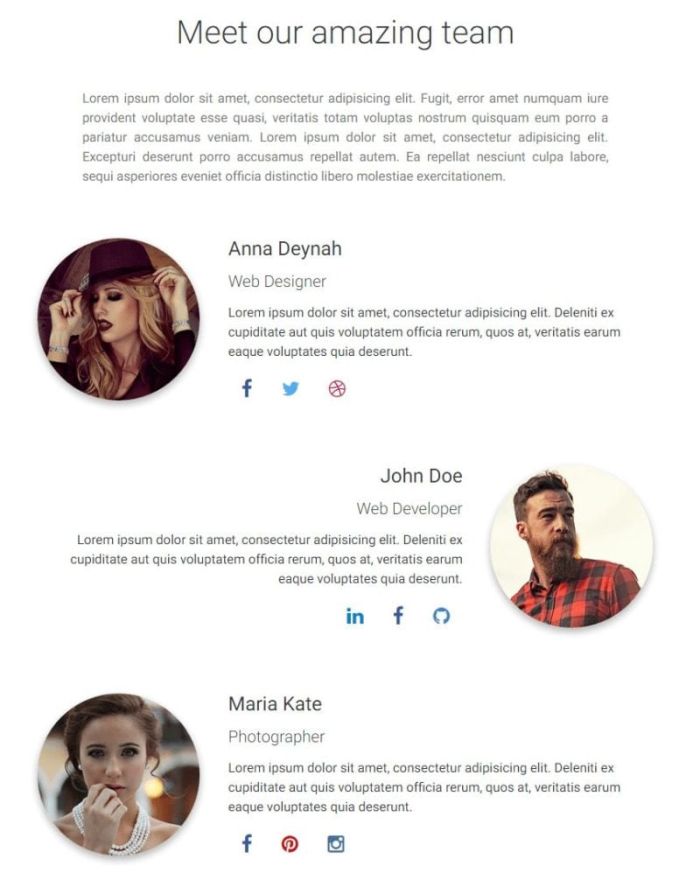 Meet our amazing team
Lorem ipsum dolor sit amet, consectetur adipisicing elit. Fugit, error amet numquam iure
provident voluptate esse quasi, veritatis totam voluptas nostrum quisquam eum porro a
pariatur accusamus veniam. Lorem ipsum dolor sit amet, consectetur adipisicing elit.
Excepturi deserunt porro accusamus repellat autem. Ea repellat nesciunt culpa labore,
sequi asperiores eveniet officia distinctio libero molestiae exercitationem.
Anna Deynah
Web Designer
Lorem ipsum dolor sit amet, consectetur adipisicing elit. Deleniti ex
cupiditate aut quis voluptatem officia rerum, quos at, veritatis earum
eaque voluptates quia deserunt.
John Doe
Web Developer
Lorem ipsum dolor sit amet, consectetur adipisicing elit. Deleniti ex
cupiditate aut quis voluptatem officia rerum, quos at, veritatis earum
eaque voluptates quia deserunt.
Maria Kate
Photographer
Lorem ipsum dolor sit amet, consectetur adipisicing elit. Deleniti ex
cupiditate aut quis voluptatem officia rerum, quos at, veritatis earum
eaque voluptates quia deserunt.